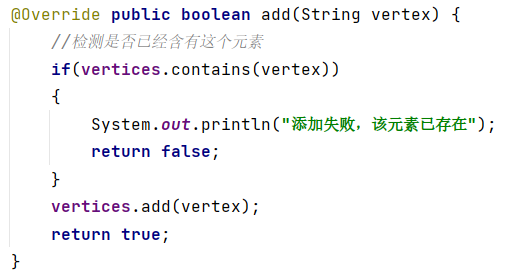 @Override public boolean add(String vertex) {
//检测是否已经含有这个元素
if(vertices.contains(vertex))
{
System.out.println("添加失败，该元素已存在");
return false;
}
vertices.add(vertex);
return true;
}